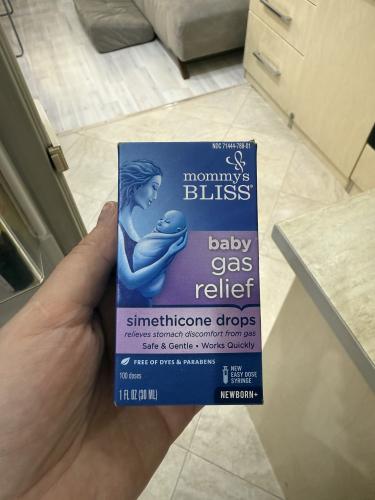 NDC 71444-788-01
mommy's
BLISS®
baby
gas
relief
simethicone drops
relieves stomach discomfort from gas
Safe & Gentle • Works Quickly
FREE OF DYES & PARABENS
100 doses
NEW
EASY DOSE
SYRINGE
1 FL OZ (30 ML)
NEWBORN+